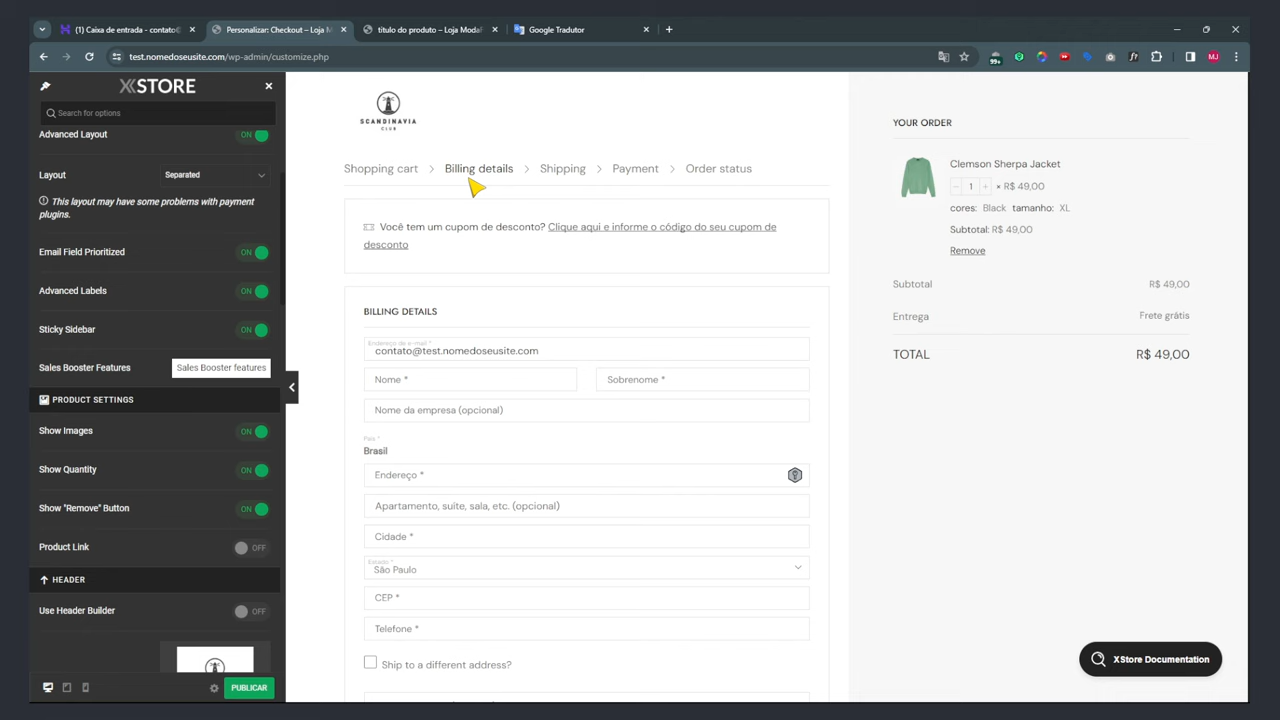 (1) Caixa de entrada - contato@
Personalizar: Checkout – Loja M
título do produto – Loja Modal
Google Tradutor
test.nomedoseusite.com/wp-admin/customize.php
99+
f?
MJ
XSTORE
Search for options
Advanced Layout
ON
Layout
Separated
This layout may have some problems with payment
plugins.
Email Field Prioritized
ON
Advanced Labels
ON
Sticky Sidebar
ON
Sales Booster Features
Sales Booster features
PRODUCT SETTINGS
Show Images
ON
Show Quantity
ON
Show "Remove" Button
ON
Product Link
OFF
HEADER
Use Header Builder
OFF
PUBLICAR
SCANDINAVIA
CLUB
Shopping cart
Billing details
Shipping
Payment
Order status
Você tem um cupom de desconto? Clique aqui e informe o código do seu cupom de
desconto
BILLING DETAILS
Endereço de e-mail *
contato@test.nomedoseusite.com
Nome *
Sobrenome *
Nome da empresa (opcional)
País *
Brasil
Endereço *
Apartamento, suíte, sala, etc. (opcional)
Cidade *
Estado *
São Paulo
CEP *
Telefone *
Ship to a different address?
YOUR ORDER
Clemson Sherpa Jacket
− 1 + × R$ 49,00
cores: Black tamanho: XL
Subtotal: R$ 49,00
Remove
Subtotal
R$ 49,00
Entrega
Frete grátis
TOTAL
R$ 49,00
XStore Documentation